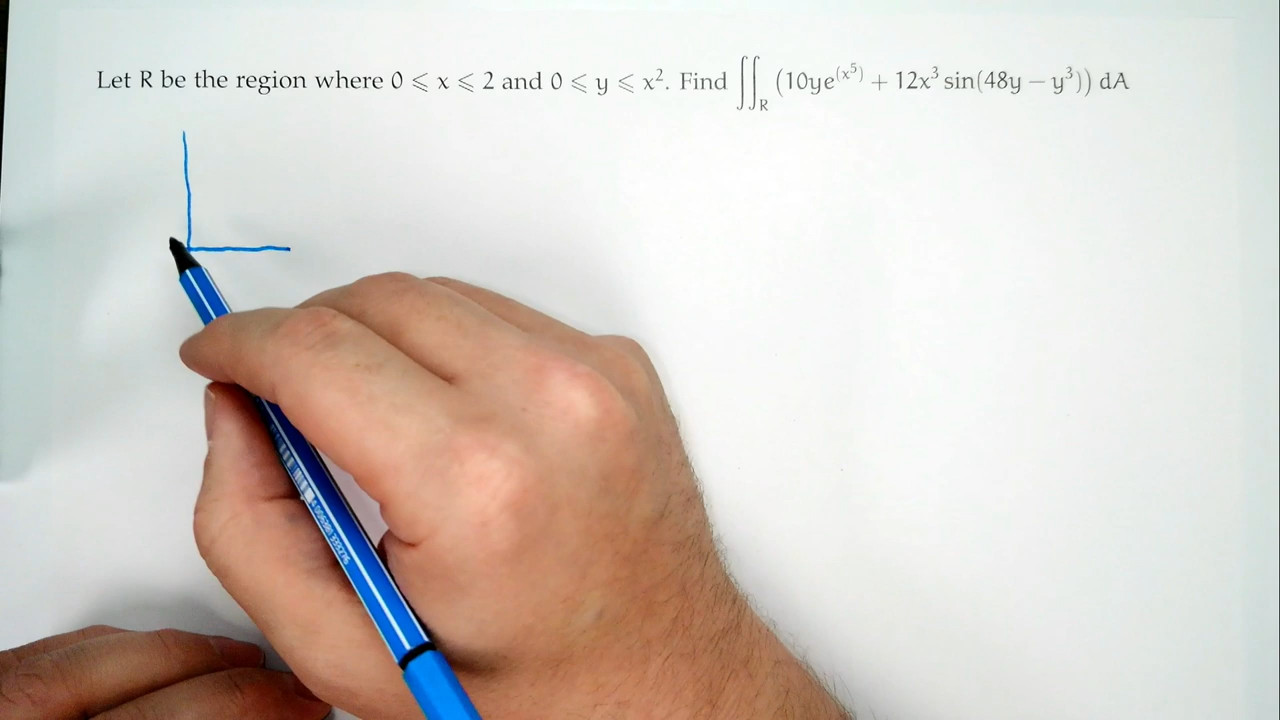 Let R be the region where 0 ⩽ x ⩽ 2 and 0 ⩽ y ⩽ x². Find ∬_R (10ye^(x⁵) + 12x³ sin(48y − y³)) dA